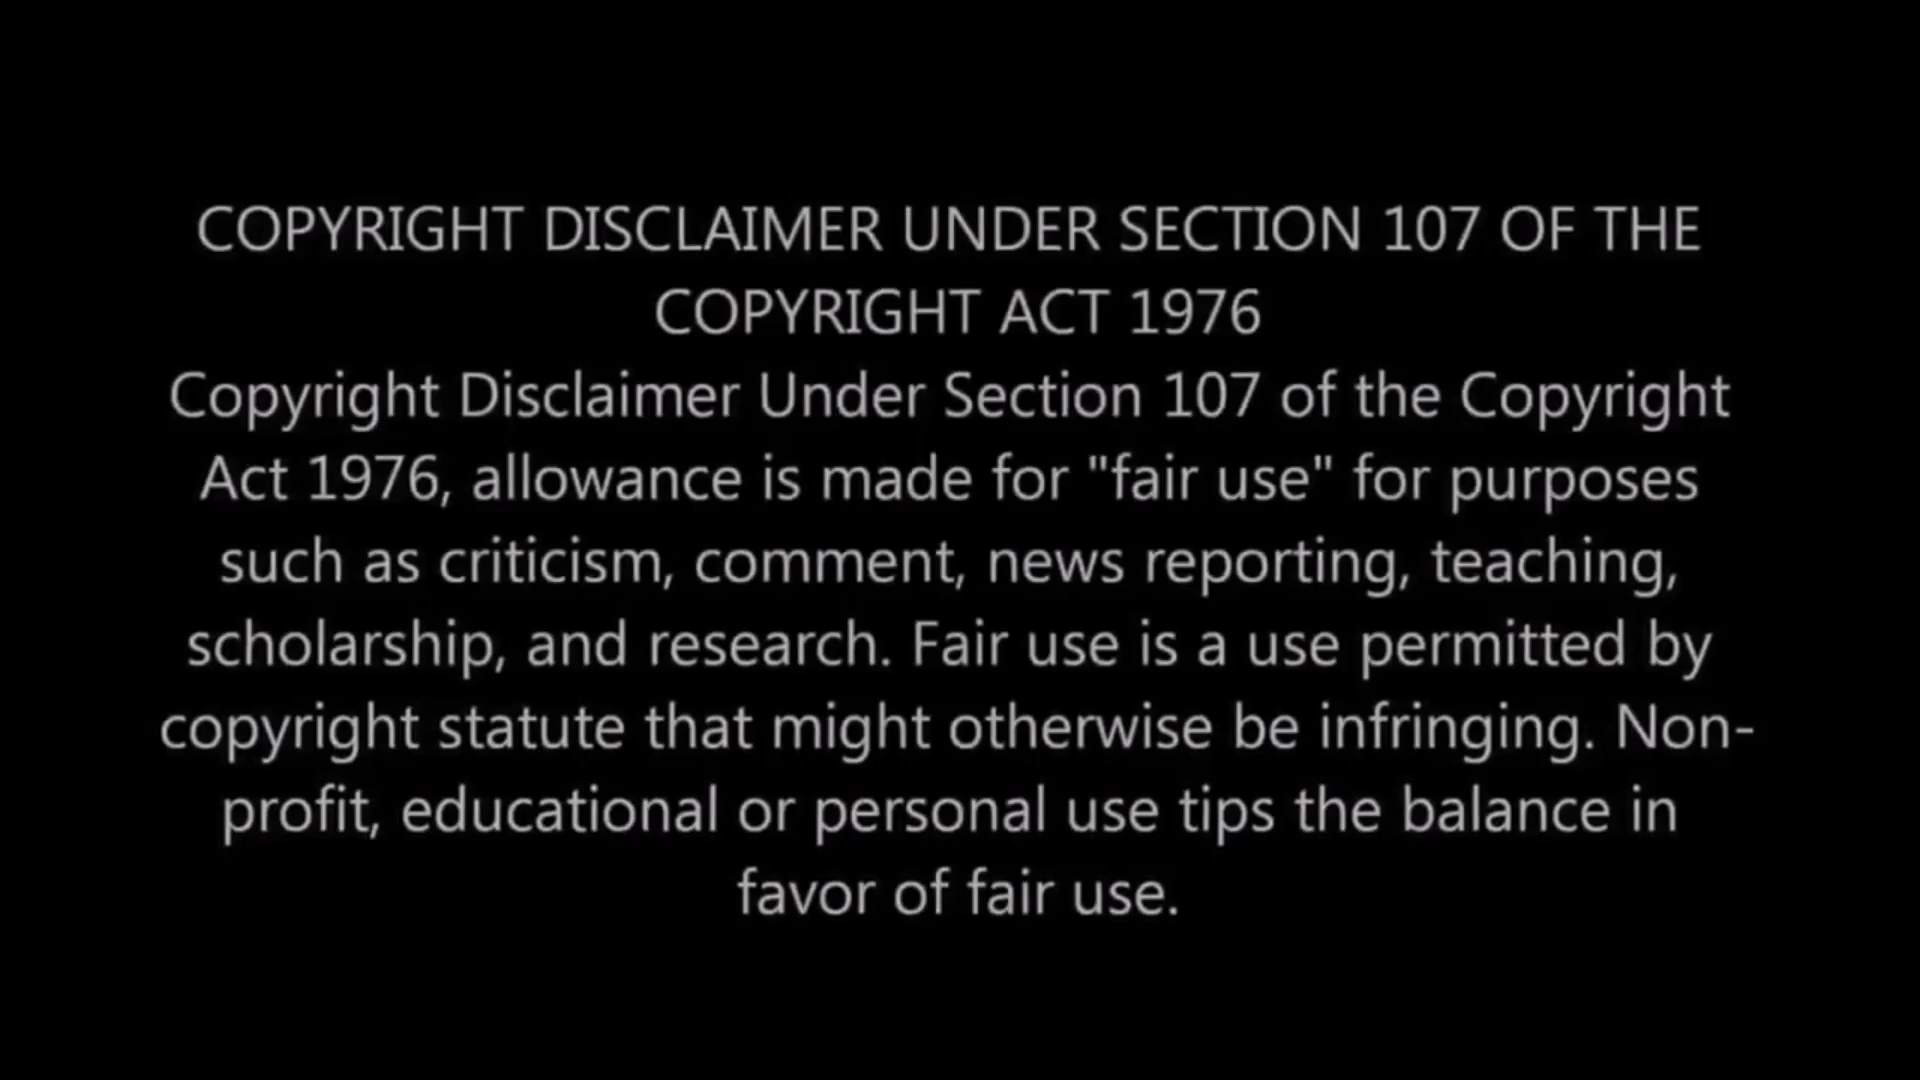 COPYRIGHT DISCLAIMER UNDER SECTION 107 OF THE
COPYRIGHT ACT 1976
Copyright Disclaimer Under Section 107 of the Copyright
Act 1976, allowance is made for "fair use" for purposes
such as criticism, comment, news reporting, teaching,
scholarship, and research. Fair use is a use permitted by
copyright statute that might otherwise be infringing. Non-
profit, educational or personal use tips the balance in
favor of fair use.